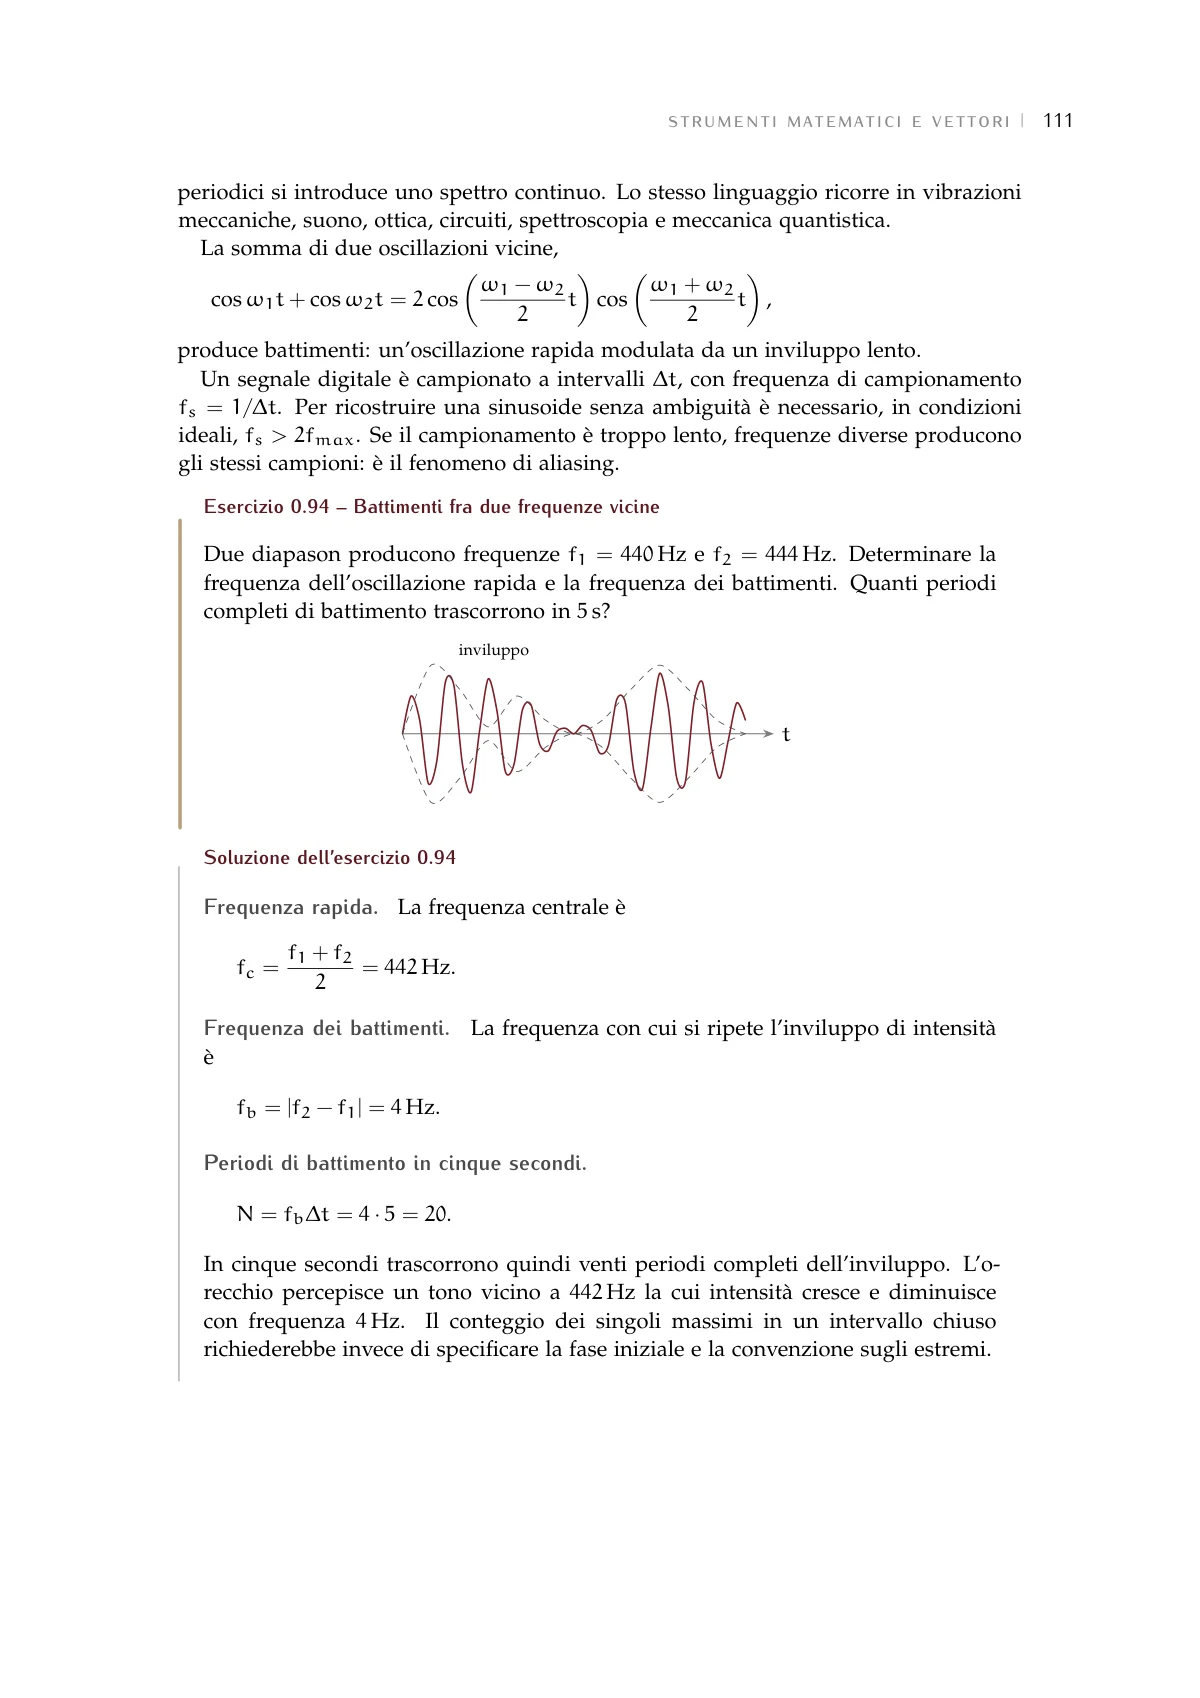 STRUMENTI MATEMATICI E VETTORI | 111
periodici si introduce uno spettro continuo. Lo stesso linguaggio ricorre in vibrazioni
meccaniche, suono, ottica, circuiti, spettroscopia e meccanica quantistica.
La somma di due oscillazioni vicine,
cos ω₁t + cos ω₂t = 2 cos ((ω₁ − ω₂)/2 t) cos ((ω₁ + ω₂)/2 t) ,
produce battimenti: un'oscillazione rapida modulata da un inviluppo lento.
Un segnale digitale è campionato a intervalli Δt, con frequenza di campionamento
fₛ = 1/Δt. Per ricostruire una sinusoide senza ambiguità è necessario, in condizioni
ideali, fₛ > 2fₘₐₓ. Se il campionamento è troppo lento, frequenze diverse producono
gli stessi campioni: è il fenomeno di aliasing.
Esercizio 0.94 – Battimenti fra due frequenze vicine
Due diapason producono frequenze f₁ = 440 Hz e f₂ = 444 Hz. Determinare la
frequenza dell'oscillazione rapida e la frequenza dei battimenti. Quanti periodi
completi di battimento trascorrono in 5 s?
inviluppo
t
Soluzione dell'esercizio 0.94
Frequenza rapida. La frequenza centrale è
f_c = (f₁ + f₂)/2 = 442 Hz.
Frequenza dei battimenti. La frequenza con cui si ripete l'inviluppo di intensità
è
f_b = |f₂ − f₁| = 4 Hz.
Periodi di battimento in cinque secondi.
N = f_bΔt = 4 · 5 = 20.
In cinque secondi trascorrono quindi venti periodi completi dell'inviluppo. L'o-
recchio percepisce un tono vicino a 442 Hz la cui intensità cresce e diminuisce
con frequenza 4 Hz. Il conteggio dei singoli massimi in un intervallo chiuso
richiederebbe invece di specificare la fase iniziale e la convenzione sugli estremi.